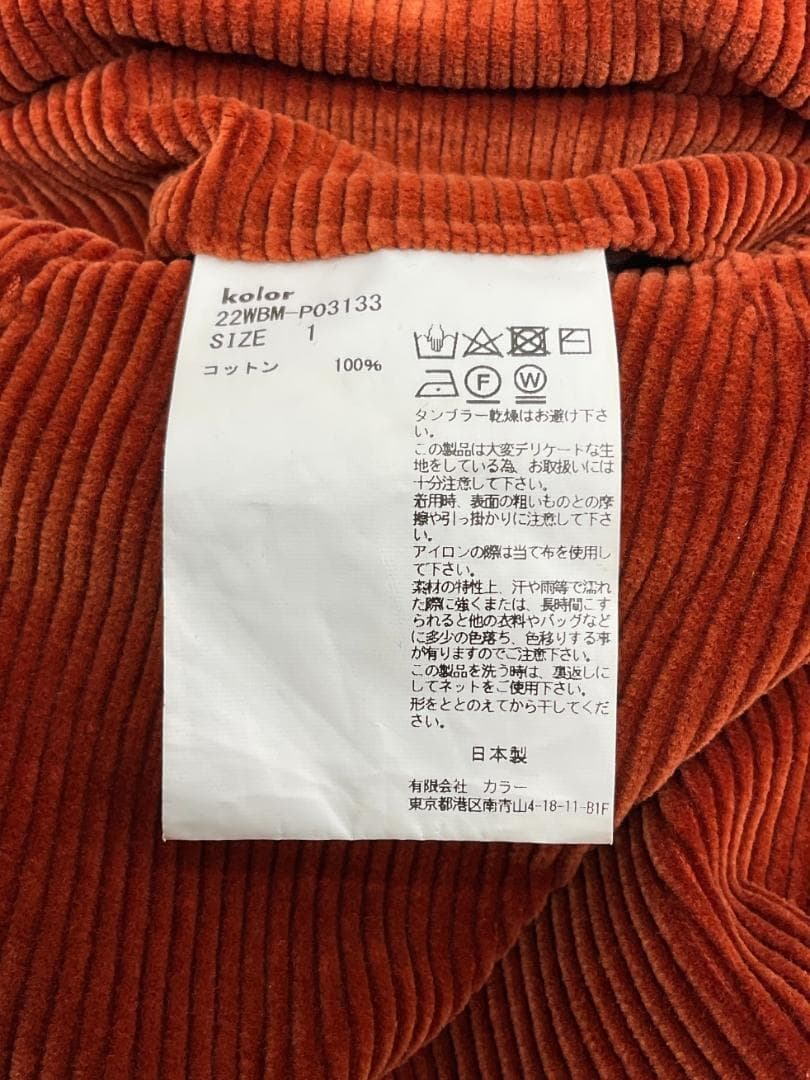 kolor
22WBM-P03133
SIZE 1
コットン 100%
F W
タンブラー乾燥はお避け下さ
い。
この製品は大変デリケートな生
地をしている為、お取扱いには
十分注意して下さい。
着用時、表面の粗いものとの摩
擦や引っ掛かりに注意して下さ
い。
アイロンの際は当て布を使用し
て下さい。
素材の特性上、汗や雨等で濡れ
た際に強くまたは、長時間こす
られると他の衣料やバッグなど
に多少の色落ち、色移りする事
が有りますのでご注意下さい。
この製品を洗う時は、裏返しに
してネットをご使用下さい。
形をととのえてから干してくだ
さい。
日本製
有限会社 カラー
東京都港区南青山4-18-11-B1F